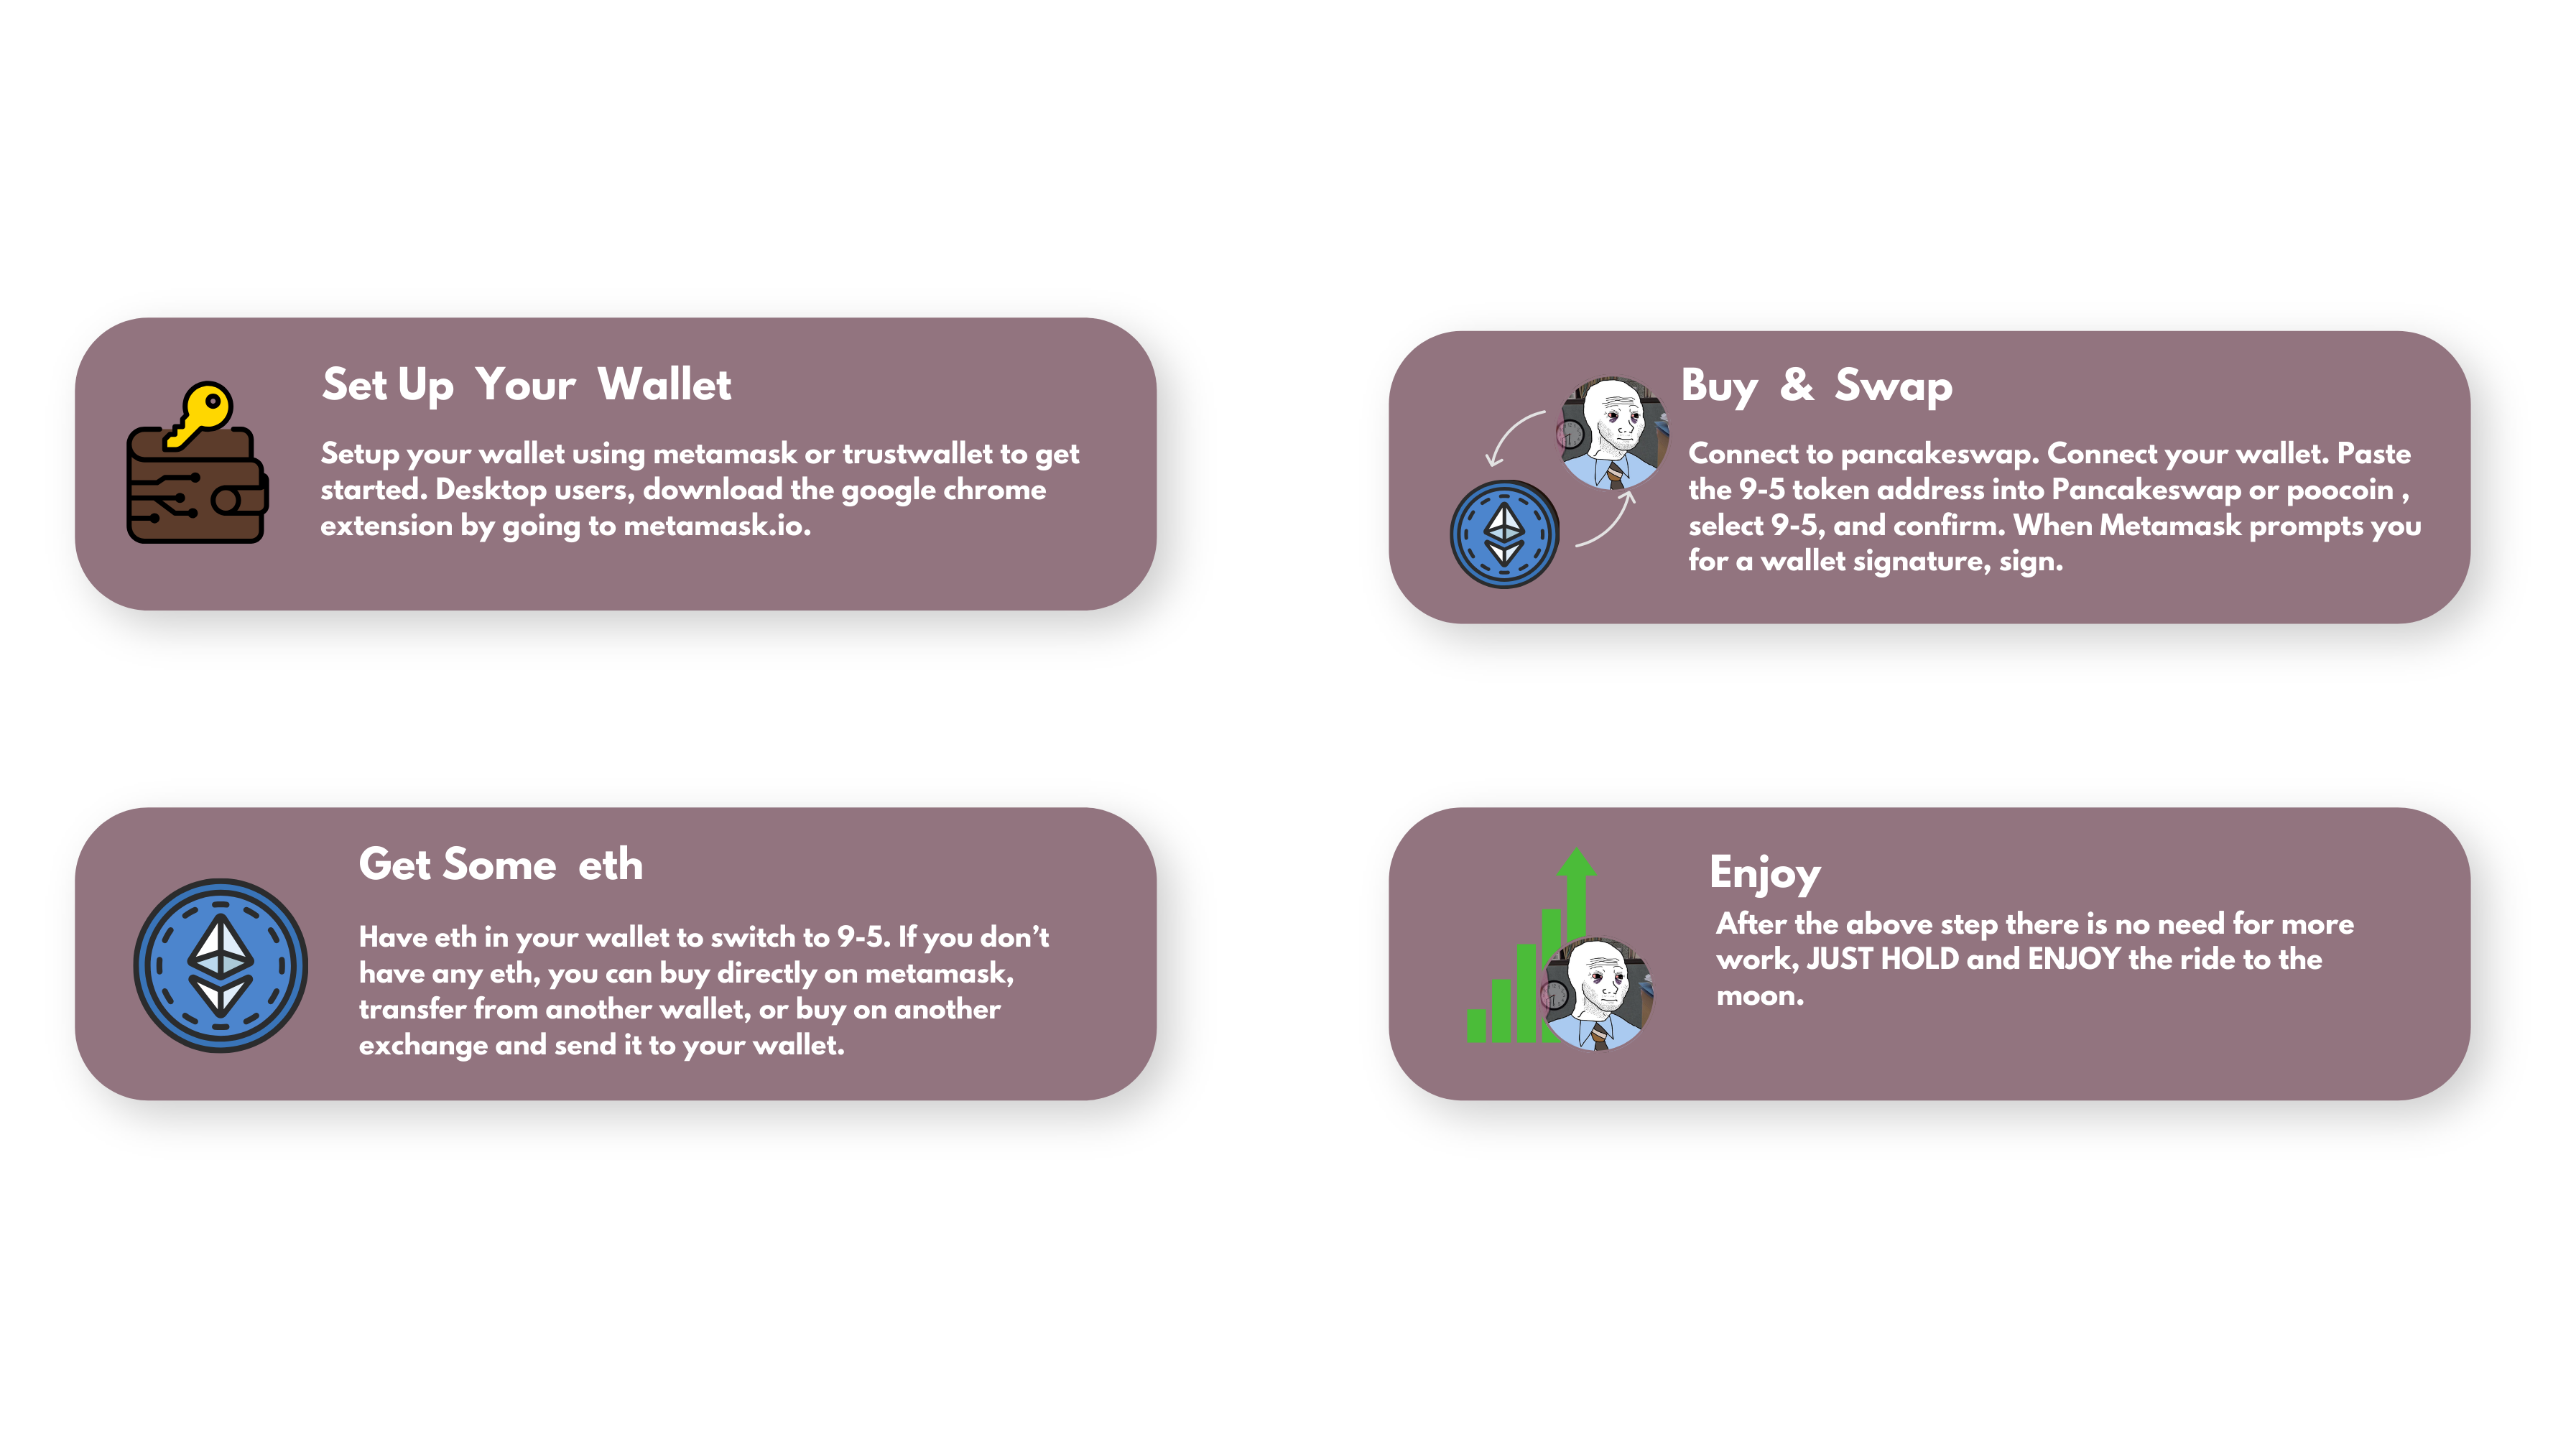 Set Up Your Wallet
Setup your wallet using metamask or trustwallet to get
started. Desktop users, download the google chrome
extension by going to metamask.io.
Buy & Swap
Connect to pancakeswap. Connect your wallet. Paste
the 9-5 token address into Pancakeswap or poocoin ,
select 9-5, and confirm. When Metamask prompts you
for a wallet signature, sign.
Get Some eth
Have eth in your wallet to switch to 9-5. If you don’t
have any eth, you can buy directly on metamask,
transfer from another wallet, or buy on another
exchange and send it to your wallet.
Enjoy
After the above step there is no need for more
work, JUST HOLD and ENJOY the ride to the
moon.